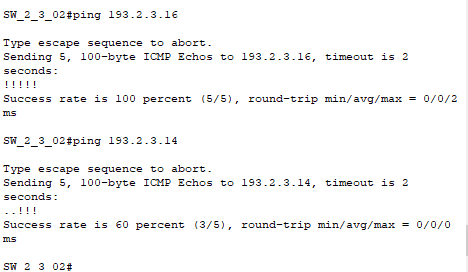 SW_2_3_02#ping 193.2.3.16
Type escape sequence to abort.
Sending 5, 100-byte ICMP Echos to 193.2.3.16, timeout is 2
seconds:
!!!!!
Success rate is 100 percent (5/5), round-trip min/avg/max = 0/0/2
ms
SW_2_3_02#ping 193.2.3.14
Type escape sequence to abort.
Sending 5, 100-byte ICMP Echos to 193.2.3.14, timeout is 2
seconds:
..!!!
Success rate is 60 percent (3/5), round-trip min/avg/max = 0/0/0
ms
SW_2_3_02#